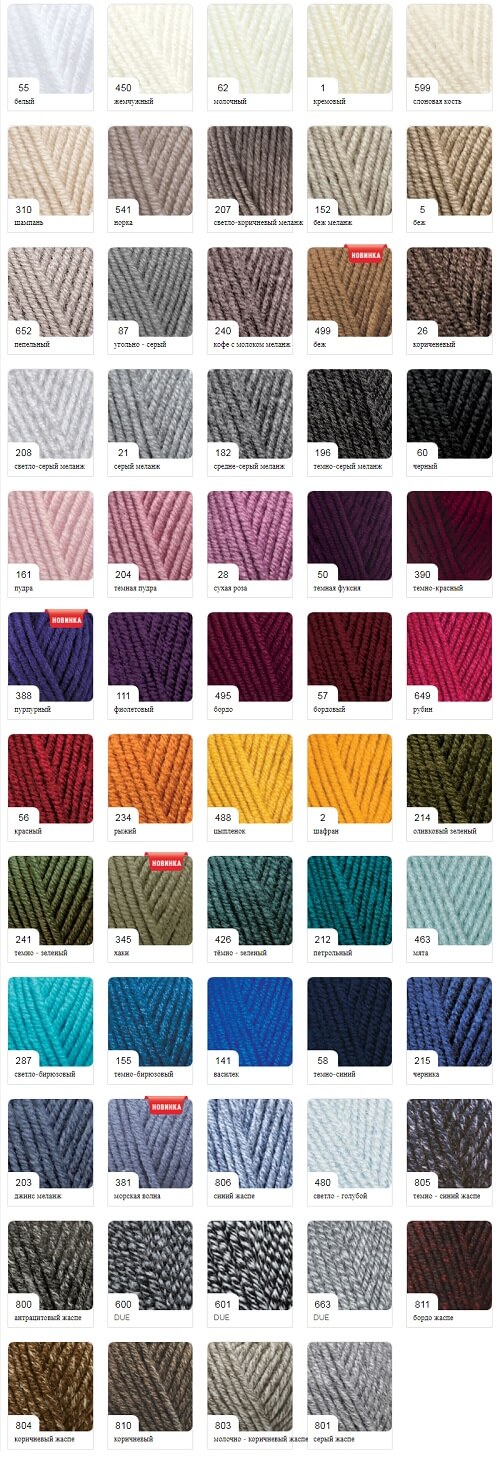 55
белый
450
жемчужный
62
молочный
1
кремовый
599
слоновая кость
310
шампань
541
норка
207
светло-коричневый меланж
152
беж меланж
5
беж
652
пепельный
87
угольно - серый
240
кофе с молоком меланж
НОВИНКА
499
беж
26
кориченевый
208
светло-серый меланж
21
серый меланж
182
средне-серый меланж
196
темно-серый меланж
60
черный
161
пудра
204
темная пудра
28
сухая роза
50
темная фуксия
390
темно-красный
НОВИНКА
388
пурпурный
111
фиолетовый
495
бордо
57
бордовый
649
рубин
56
красный
234
рыжий
488
цыпленок
2
шафран
214
оливковый зеленый
241
темно - зеленый
НОВИНКА
345
хаки
426
тёмно - зеленый
212
петрольный
463
мята
287
светло-бирюзовый
155
темно-бирюзовый
141
василек
58
темно-синий
215
черника
203
джинс меланж
НОВИНКА
381
морская волна
806
синий жаспе
480
светло - голубой
805
темно - синий жаспе
800
антрацитовый жаспе
600
DUE
601
DUE
663
DUE
811
бордо жаспе
804
коричневый жаспе
810
коричневый
803
молочно - коричневый жаспе
801
серый жаспе